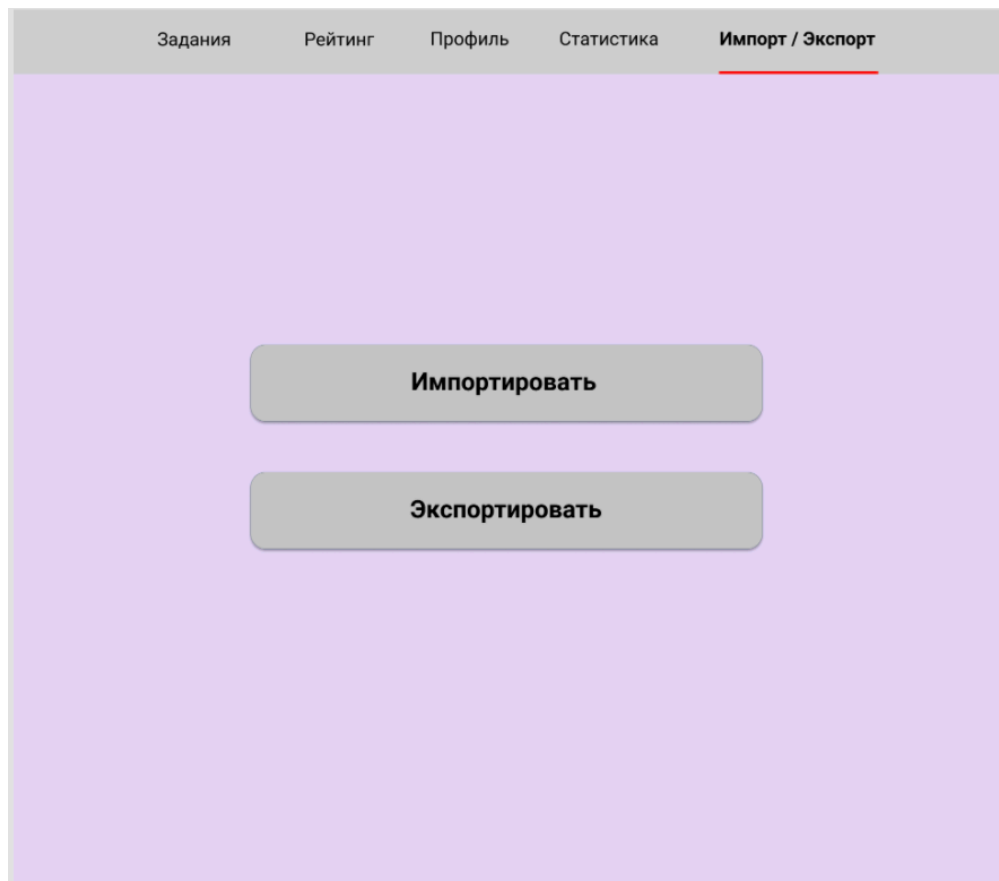 Задания Рейтинг Профиль Статистика Импорт / Экспорт
Импортировать
Экспортировать